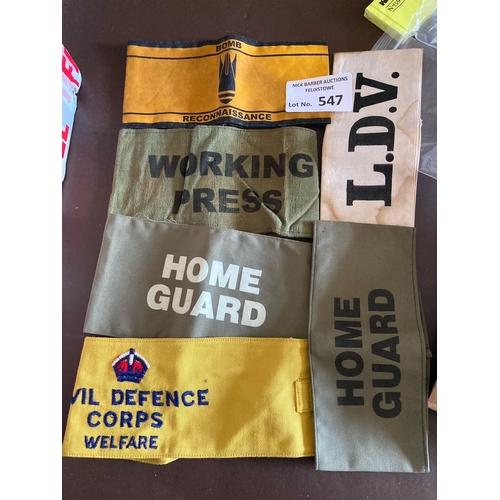 BOMB
RECONNAISSANCE
NICK BARBER AUCTIONS
FELIXSTOWE
Lot No. 547
L.D.V.
WORKING
PRESS
HOME
GUARD
HOME
GUARD
VIL DEFENCE
CORPS
WELFARE